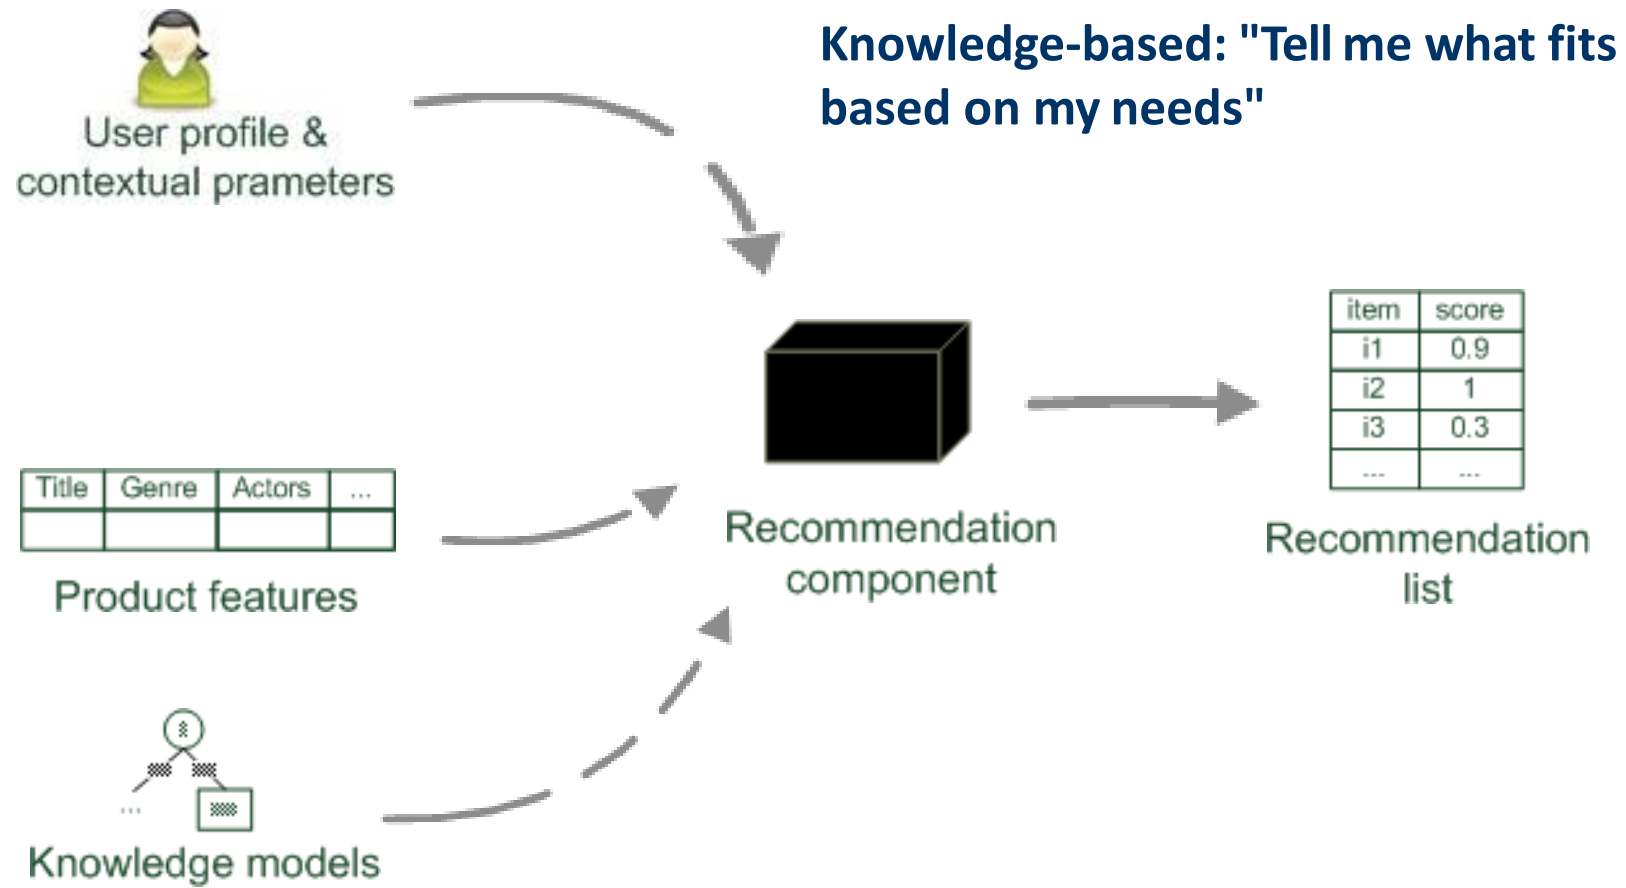 Knowledge-based: "Tell me what fits
based on my needs"
User profile &
contextual prameters
Title Genre Actors ...
Product features
Knowledge models
...
Recommendation
component
item score
i1 0.9
i2 1
i3 0.3
... ...
Recommendation
list